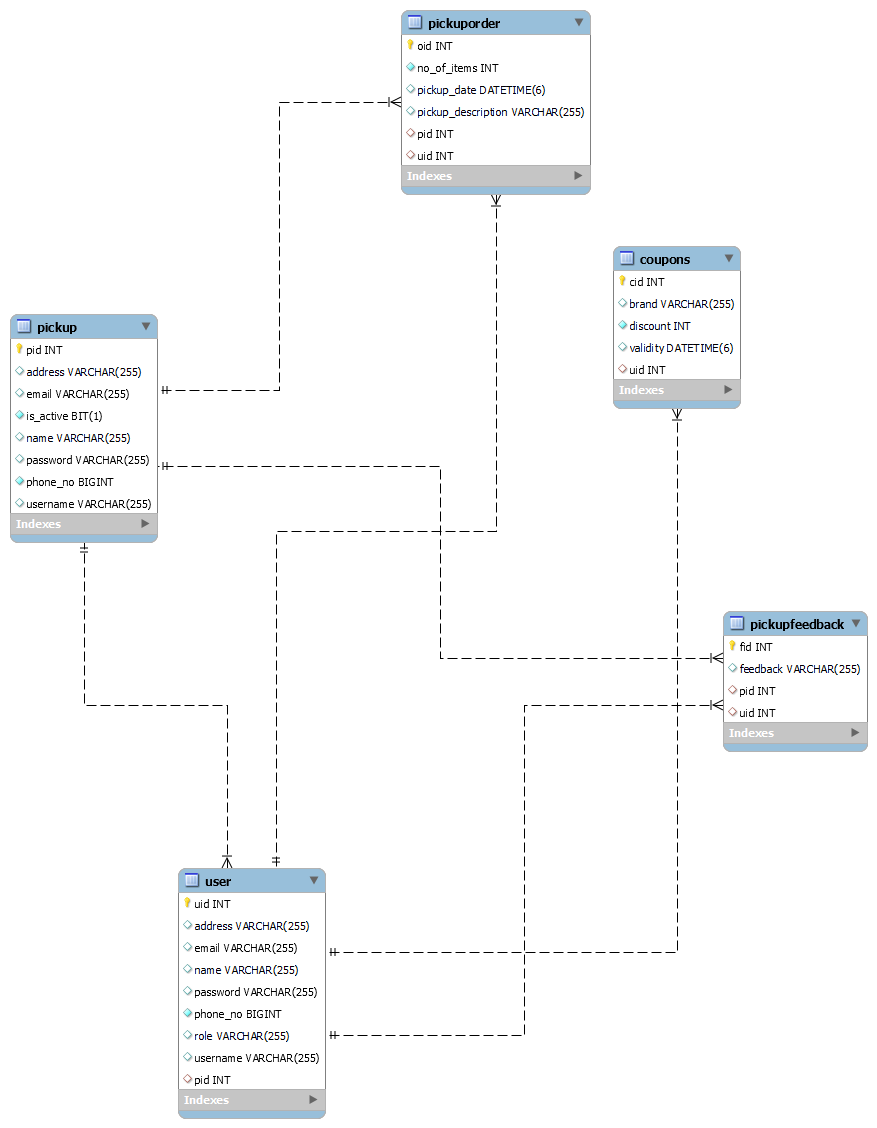 pickuporder
oid INT
no_of_items INT
pickup_date DATETIME(6)
pickup_description VARCHAR(255)
pid INT
uid INT
Indexes
coupons
cid INT
brand VARCHAR(255)
discount INT
validity DATETIME(6)
uid INT
Indexes
pickup
pid INT
address VARCHAR(255)
email VARCHAR(255)
is_active BIT(1)
name VARCHAR(255)
password VARCHAR(255)
phone_no BIGINT
username VARCHAR(255)
Indexes
pickupfeedback
fid INT
feedback VARCHAR(255)
pid INT
uid INT
Indexes
user
uid INT
address VARCHAR(255)
email VARCHAR(255)
name VARCHAR(255)
password VARCHAR(255)
phone_no BIGINT
role VARCHAR(255)
username VARCHAR(255)
pid INT
Indexes